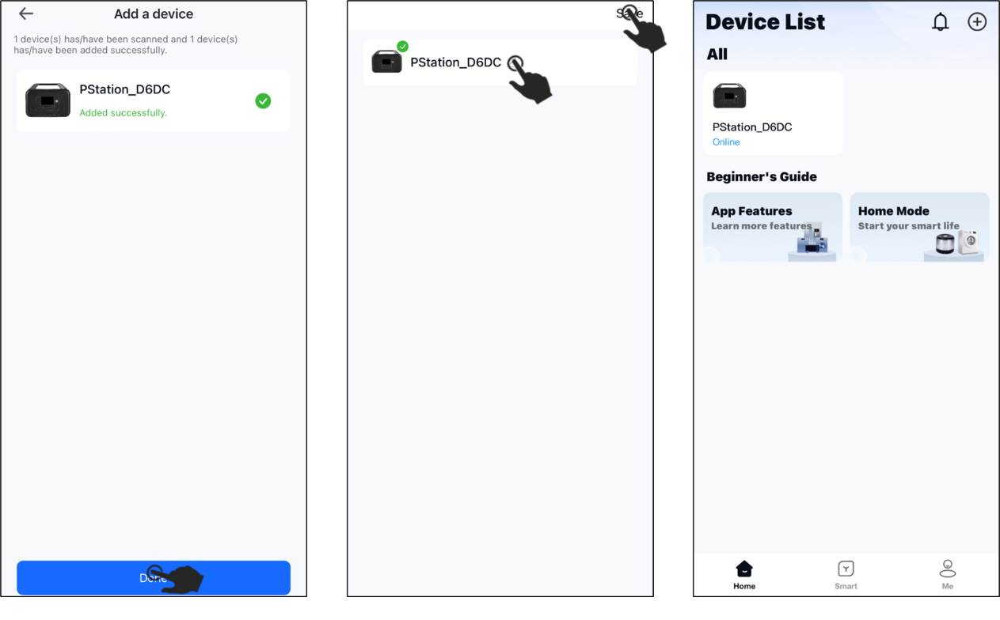 Add a device
1 device(s) has/have been scanned and 1 device(s)
has/have been added successfully.
PStation_D6DC
Added successfully.
Done
Save
PStation_D6DC
Device List
All
PStation_D6DC
Online
Beginner's Guide
App Features
Learn more features
Home Mode
Start your smart life
Home
Smart
Me